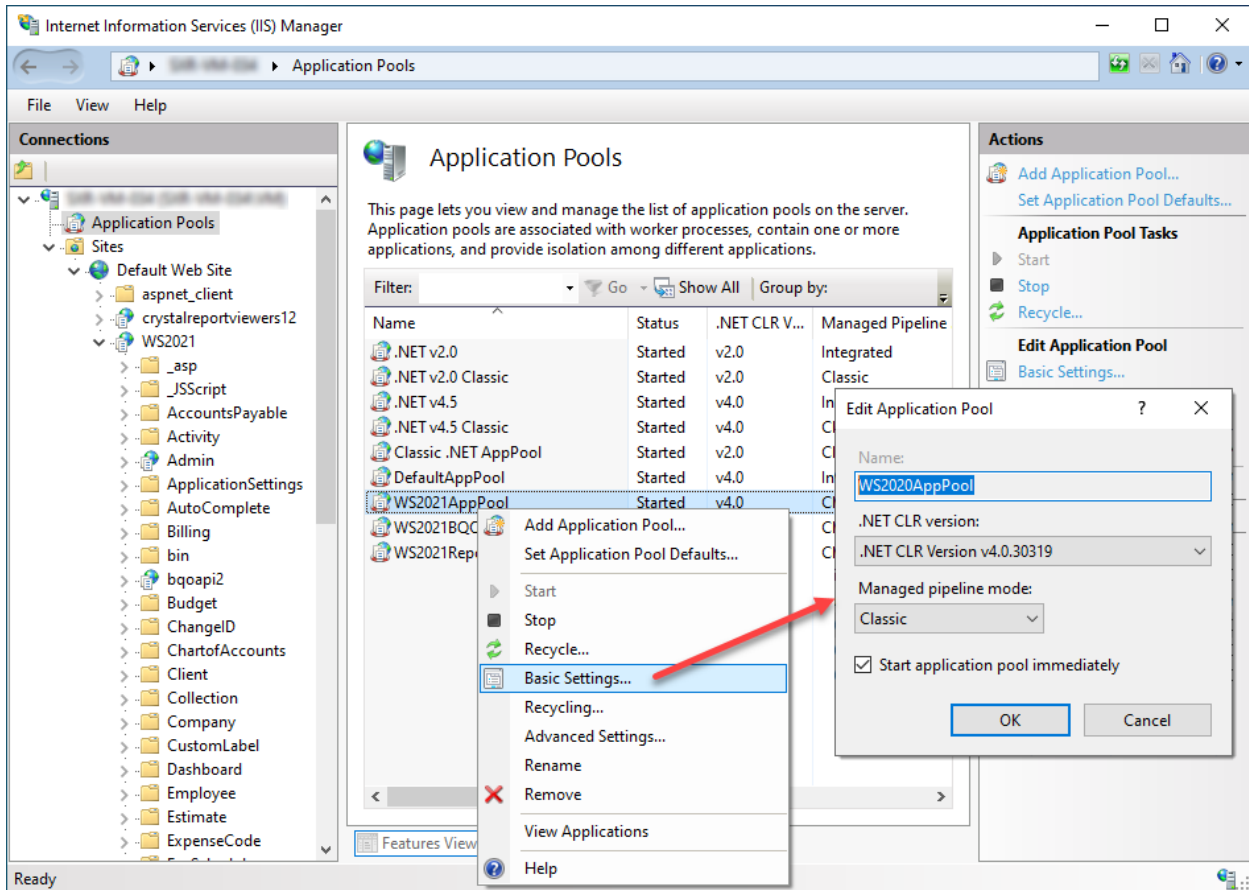 Internet Information Services (IIS) Manager
Application Pools
File View Help
Connections
Application Pools
Sites
Default Web Site
aspnet_client
crystalreportviewers12
WS2021
_asp
_JSScript
AccountsPayable
Activity
Admin
ApplicationSettings
AutoComplete
Billing
bin
bqoapi2
Budget
ChangeID
ChartofAccounts
Client
Collection
Company
CustomLabel
Dashboard
Employee
Estimate
ExpenseCode
Application Pools
This page lets you view and manage the list of application pools on the server.
Application pools are associated with worker processes, contain one or more
applications, and provide isolation among different applications.
Filter: Go Show All Group by:
Name Status .NET CLR V... Managed Pipeline
.NET v2.0 Started v2.0 Integrated
.NET v2.0 Classic Started v2.0 Classic
.NET v4.5 Started v4.0 In
.NET v4.5 Classic Started v4.0 Cl
Classic .NET AppPool Started v2.0 Cl
DefaultAppPool Started v4.0 In
WS2021AppPool Started v4.0 Cl
WS2021BQO Cl
WS2021Rep Cl
Add Application Pool...
Set Application Pool Defaults...
Start
Stop
Recycle...
Basic Settings...
Recycling...
Advanced Settings...
Rename
Remove
View Applications
Help
Features View
Actions
Add Application Pool...
Set Application Pool Defaults...
Application Pool Tasks
Start
Stop
Recycle...
Edit Application Pool
Basic Settings...
Edit Application Pool ?
Name:
WS2020AppPool
.NET CLR version:
.NET CLR Version v4.0.30319
Managed pipeline mode:
Classic
Start application pool immediately
OK Cancel
Ready